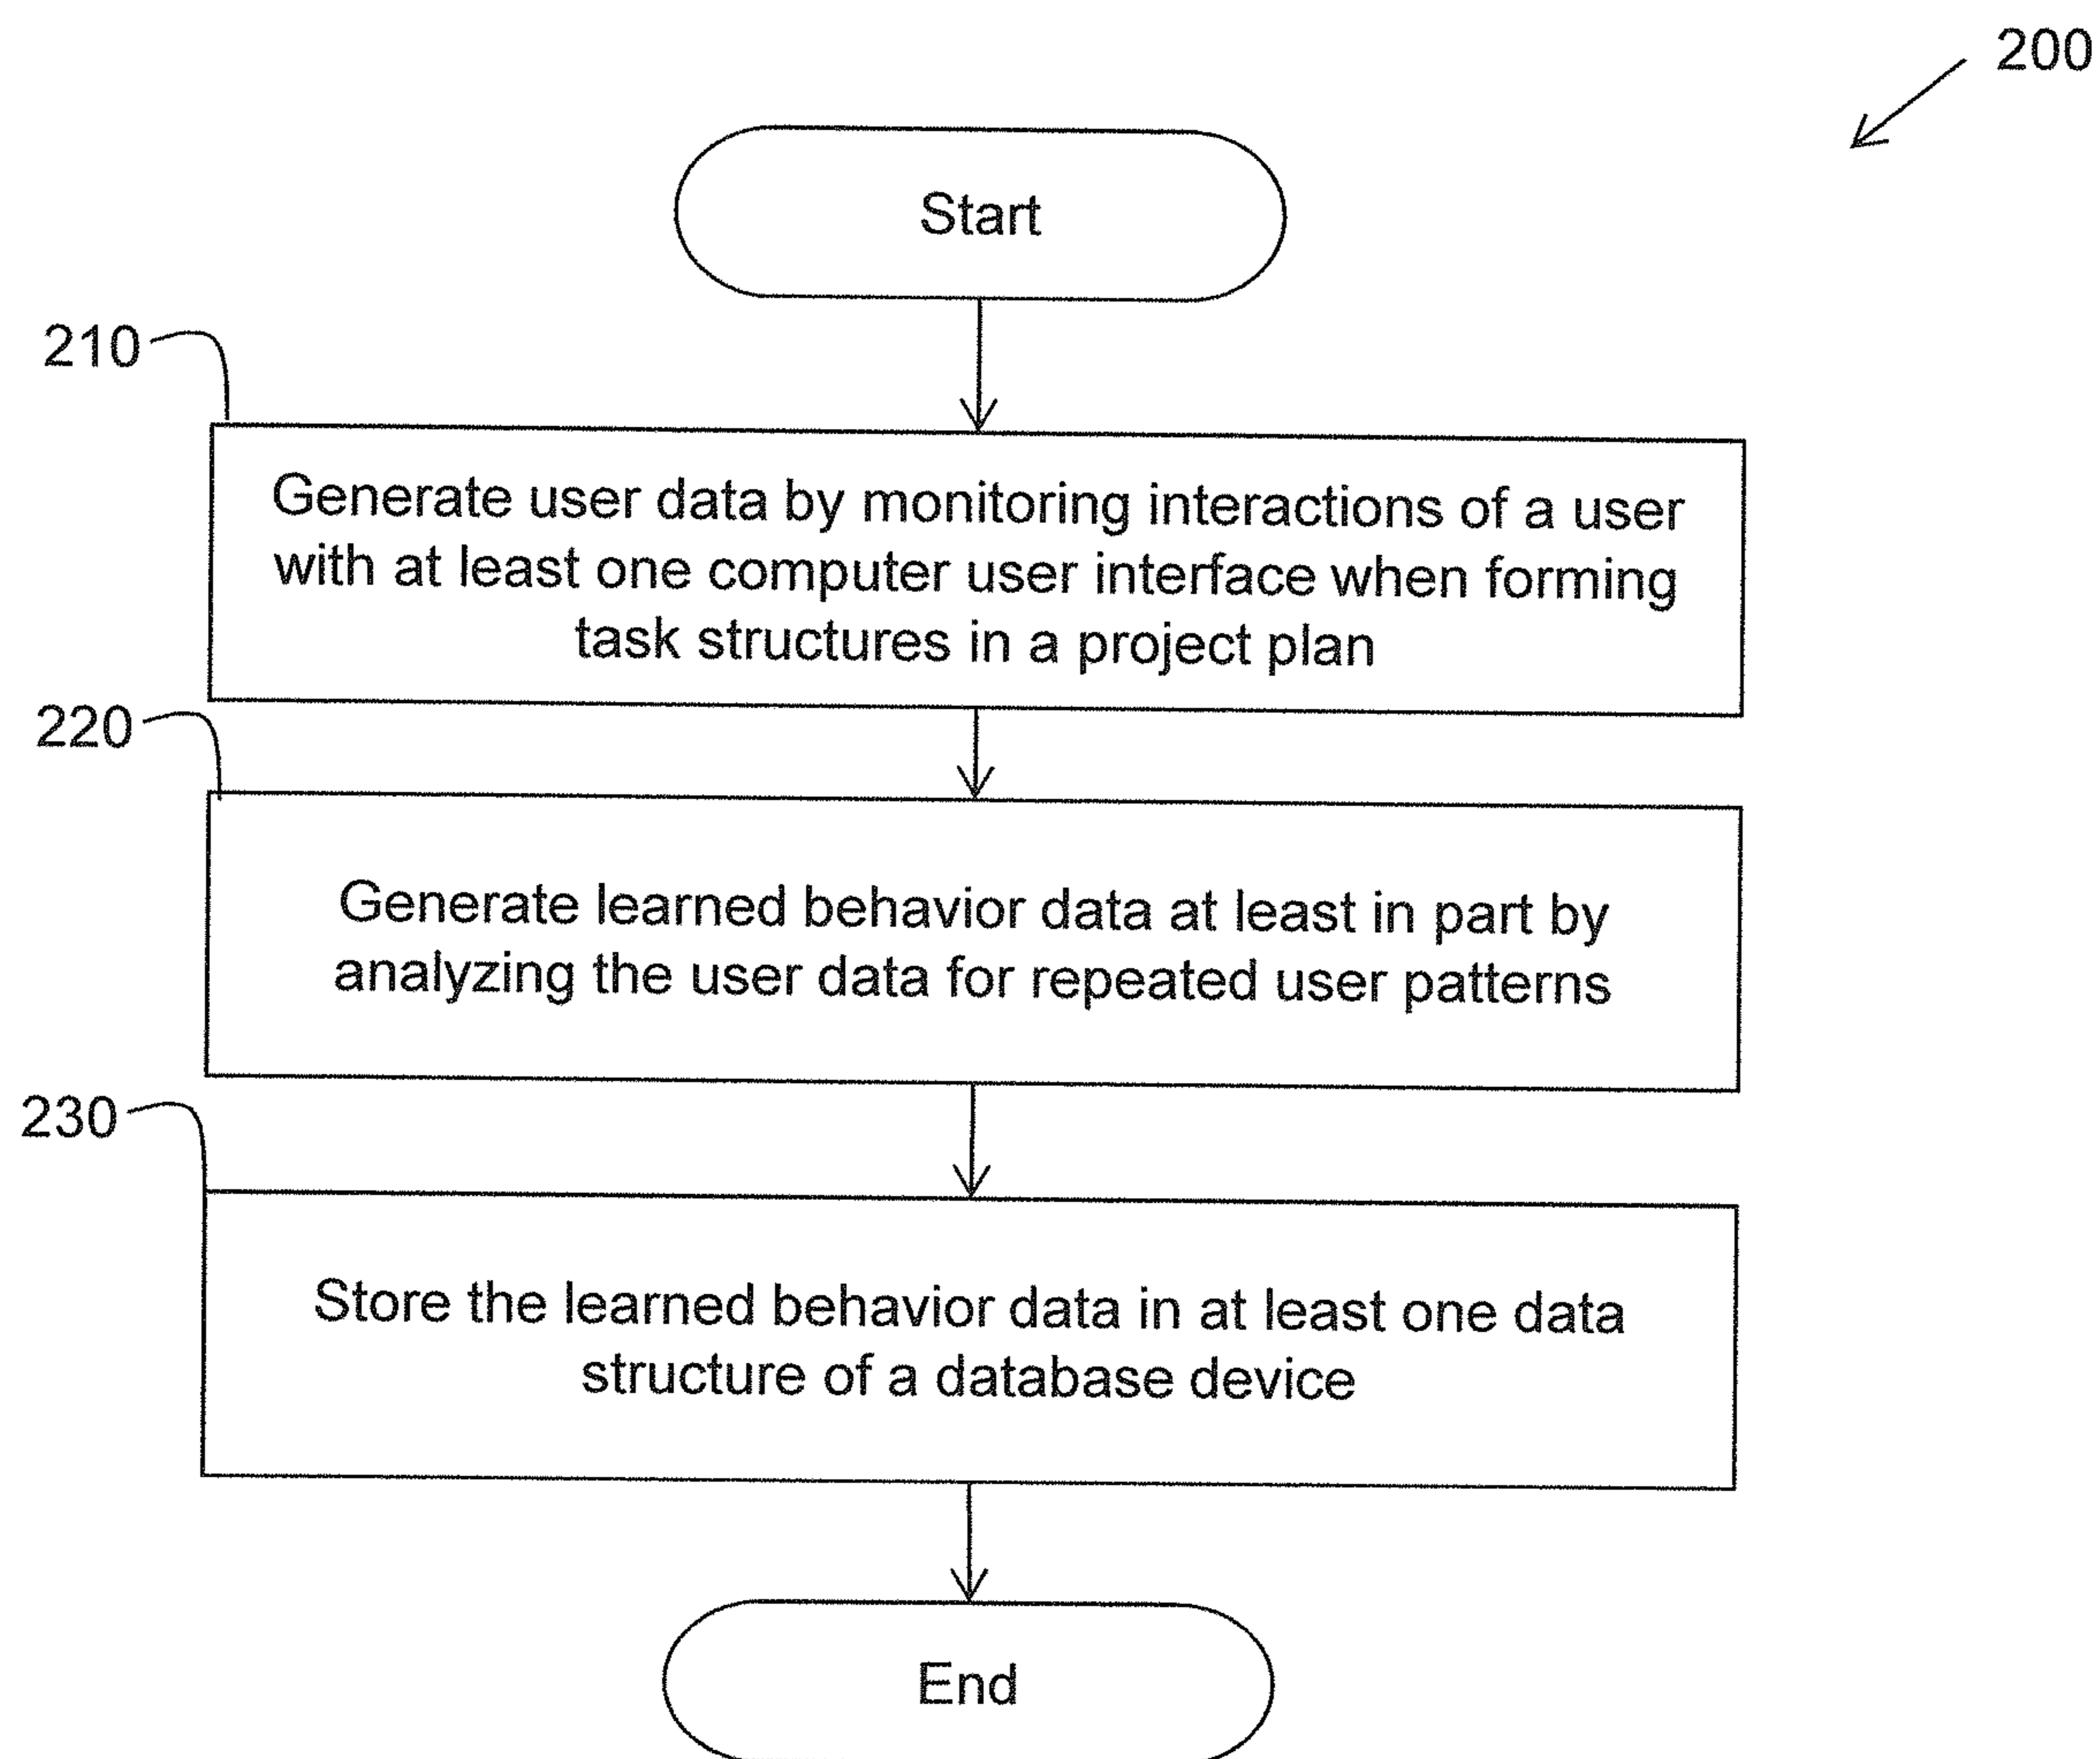 200
Start
210
Generate user data by monitoring interactions of a user
with at least one computer user interface when forming
task structures in a project plan
220
Generate learned behavior data at least in part by
analyzing the user data for repeated user patterns
230
Store the learned behavior data in at least one data
structure of a database device
End